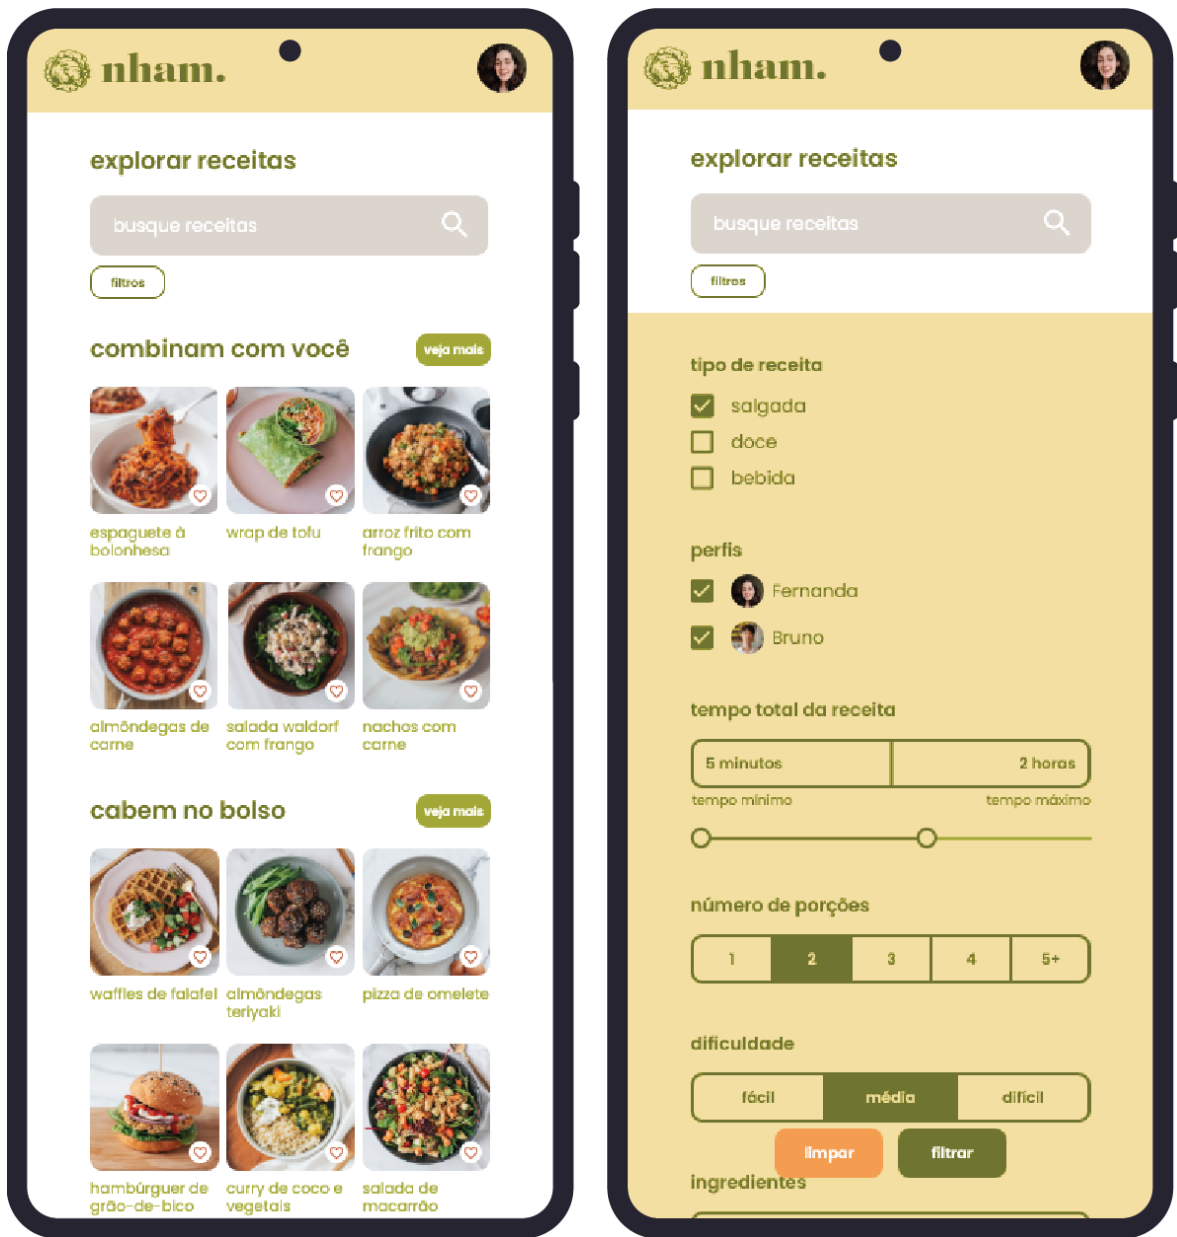 nham.
explorar receitas
busque receitas
filtros
combinam com você
veja mais
espaguete à
bolonhesa
wrap de tofu
arroz frito com
frango
almôndegas de
carne
salada waldorf
com frango
nachos com
carne
cabem no bolso
veja mais
waffles de falafel
almôndegas
teriyaki
pizza de omelete
hambúrguer de
grão-de-bico
curry de coco e
vegetais
salada de
macarrão
nham.
explorar receitas
busque receitas
filtros
tipo de receita
salgada
doce
bebida
perfis
Fernanda
Bruno
tempo total da receita
5 minutos
2 horas
tempo mínimo
tempo máximo
número de porções
1 2 3 4 5+
dificuldade
fácil média difícil
limpar filtrar
ingredientes